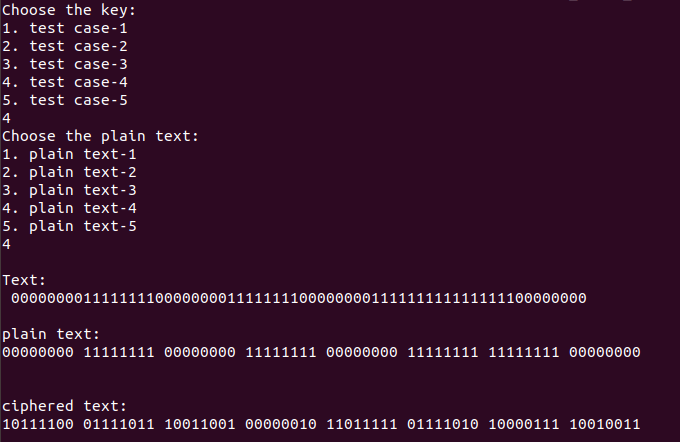 Choose the key:
1. test case-1
2. test case-2
3. test case-3
4. test case-4
5. test case-5
4
Choose the plain text:
1. plain text-1
2. plain text-2
3. plain text-3
4. plain text-4
5. plain text-5
4
Text:
0000000011111111000000001111111100000000111111111111111100000000
plain text:
00000000 11111111 00000000 11111111 00000000 11111111 11111111 00000000
ciphered text:
10111100 01111011 10011001 00000010 11011111 01111010 10000111 10010011